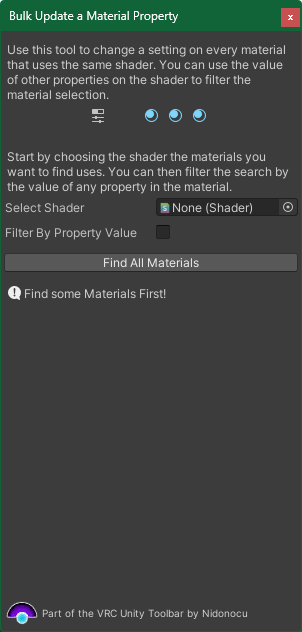 Bulk Update a Material Property
x
Use this tool to change a setting on every material
that uses the same shader. You can use the value
of other properties on the shader to filter the
material selection.
Start by choosing the shader the materials you
want to find uses. You can then filter the search by
the value of any property in the material.
Select Shader
None (Shader)
Filter By Property Value
Find All Materials
Find some Materials First!
Part of the VRC Unity Toolbar by Nidonocu